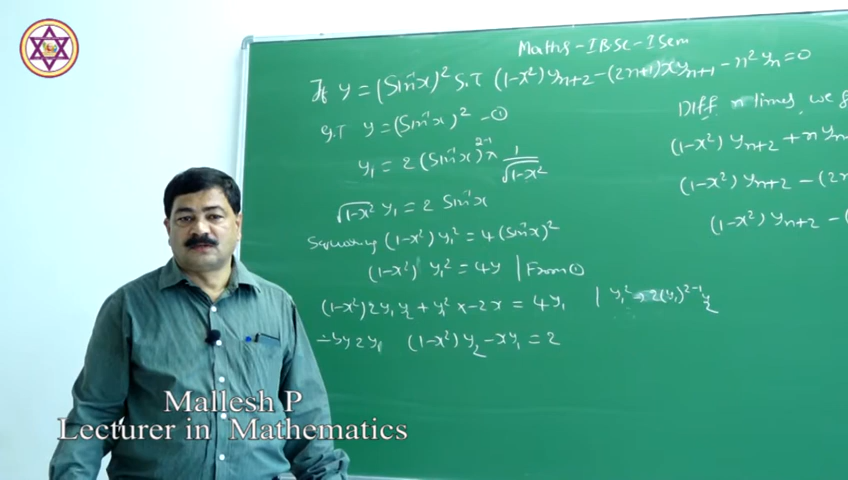 Maths - I B.Sc - I Sem
If y = (Sin⁻¹x)² S.T (1-x²)yₙ₊₂ - (2n+1)xyₙ₊₁ - n²yₙ = 0
G.T y = (Sin⁻¹x)² - ①
y₁ = 2 (Sin⁻¹x)²⁻¹ × 1/√(1-x²)
√(1-x²) y₁ = 2 Sin⁻¹x
Squaring (1-x²) y₁² = 4 (Sin⁻¹x)²
(1-x²) y₁² = 4y | From ①
(1-x²) 2y₁ y₂ + y₁² x - 2x = 4y₁ | y₁² → 2(y₁)²⁻¹y₂
÷by 2y₁ (1-x²) y₂ - xy₁ = 2
Diff n times, we
(1-x²) yₙ₊₂ + n yₙ
(1-x²) yₙ₊₂ - (2n
(1-x²) yₙ₊₂ - (
Mallesh P
Lecturer in Mathematics